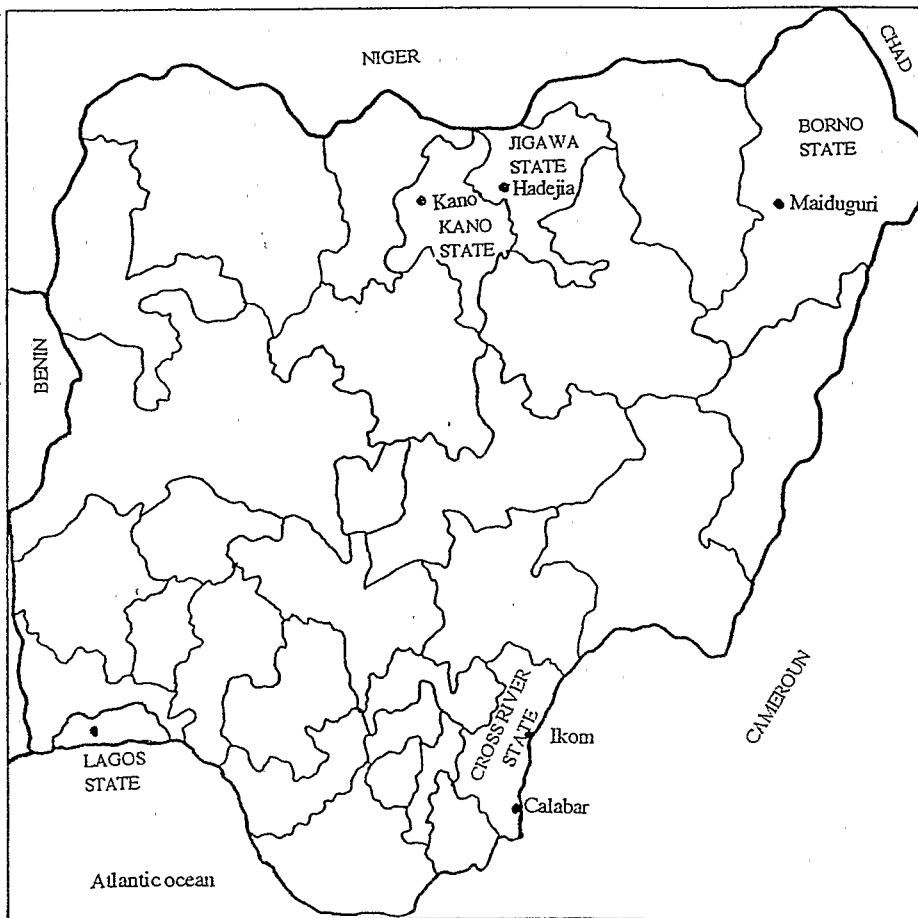 NIGER
CHAD
BORNO
STATE
JIGAWA
STATE
Hadejia
Kano
KANO
STATE
Maiduguri
BENIN
CAMEROUN
CROSS RIVER
STATE
Ikom
LAGOS
STATE
Calabar
Atlantic ocean